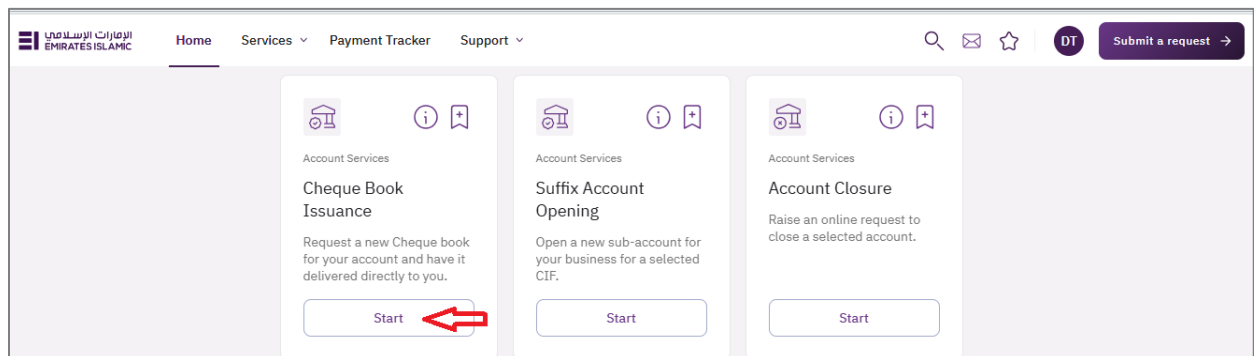 الإمارات الإسلامي
EMIRATES ISLAMIC
Home Services Payment Tracker Support DT Submit a request →
Account Services
Cheque Book
Issuance
Request a new Cheque book
for your account and have it
delivered directly to you.
Start
Account Services
Suffix Account
Opening
Open a new sub-account for
your business for a selected
CIF.
Start
Account Services
Account Closure
Raise an online request to
close a selected account.
Start